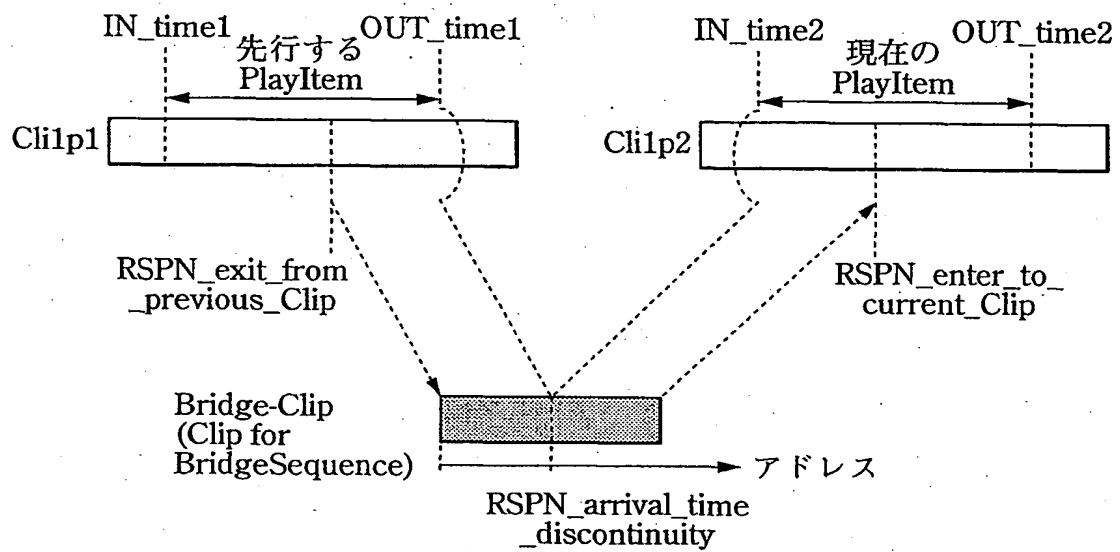 IN_time1
OUT_time1
先行する
PlayItem
IN_time2
OUT_time2
現在の
PlayItem
Cli1p1
Cli1p2
RSPN_exit_from
_previous_Clip
RSPN_enter_to_
current_Clip
Bridge-Clip
(Clip for
BridgeSequence)
アドレス
RSPN_arrival_time
_discontinuity